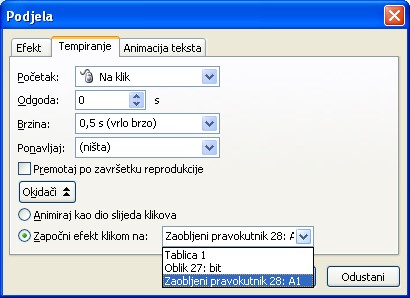 Podjela
Efekt
Tempiranje
Animacija teksta
Početak:
Na klik
Odgoda:
0
s
Brzina:
0,5 s (vrlo brzo)
Ponavljaj:
(ništa)
Premotaj po završetku reprodukcije
Okidači
Animiraj kao dio slijeda klikova
Započni efekt klikom na:
Zaobljeni pravokutnik 28: A
Tablica 1
Oblik 27: bit
Zaobljeni pravokutnik 28: A1
Odustani